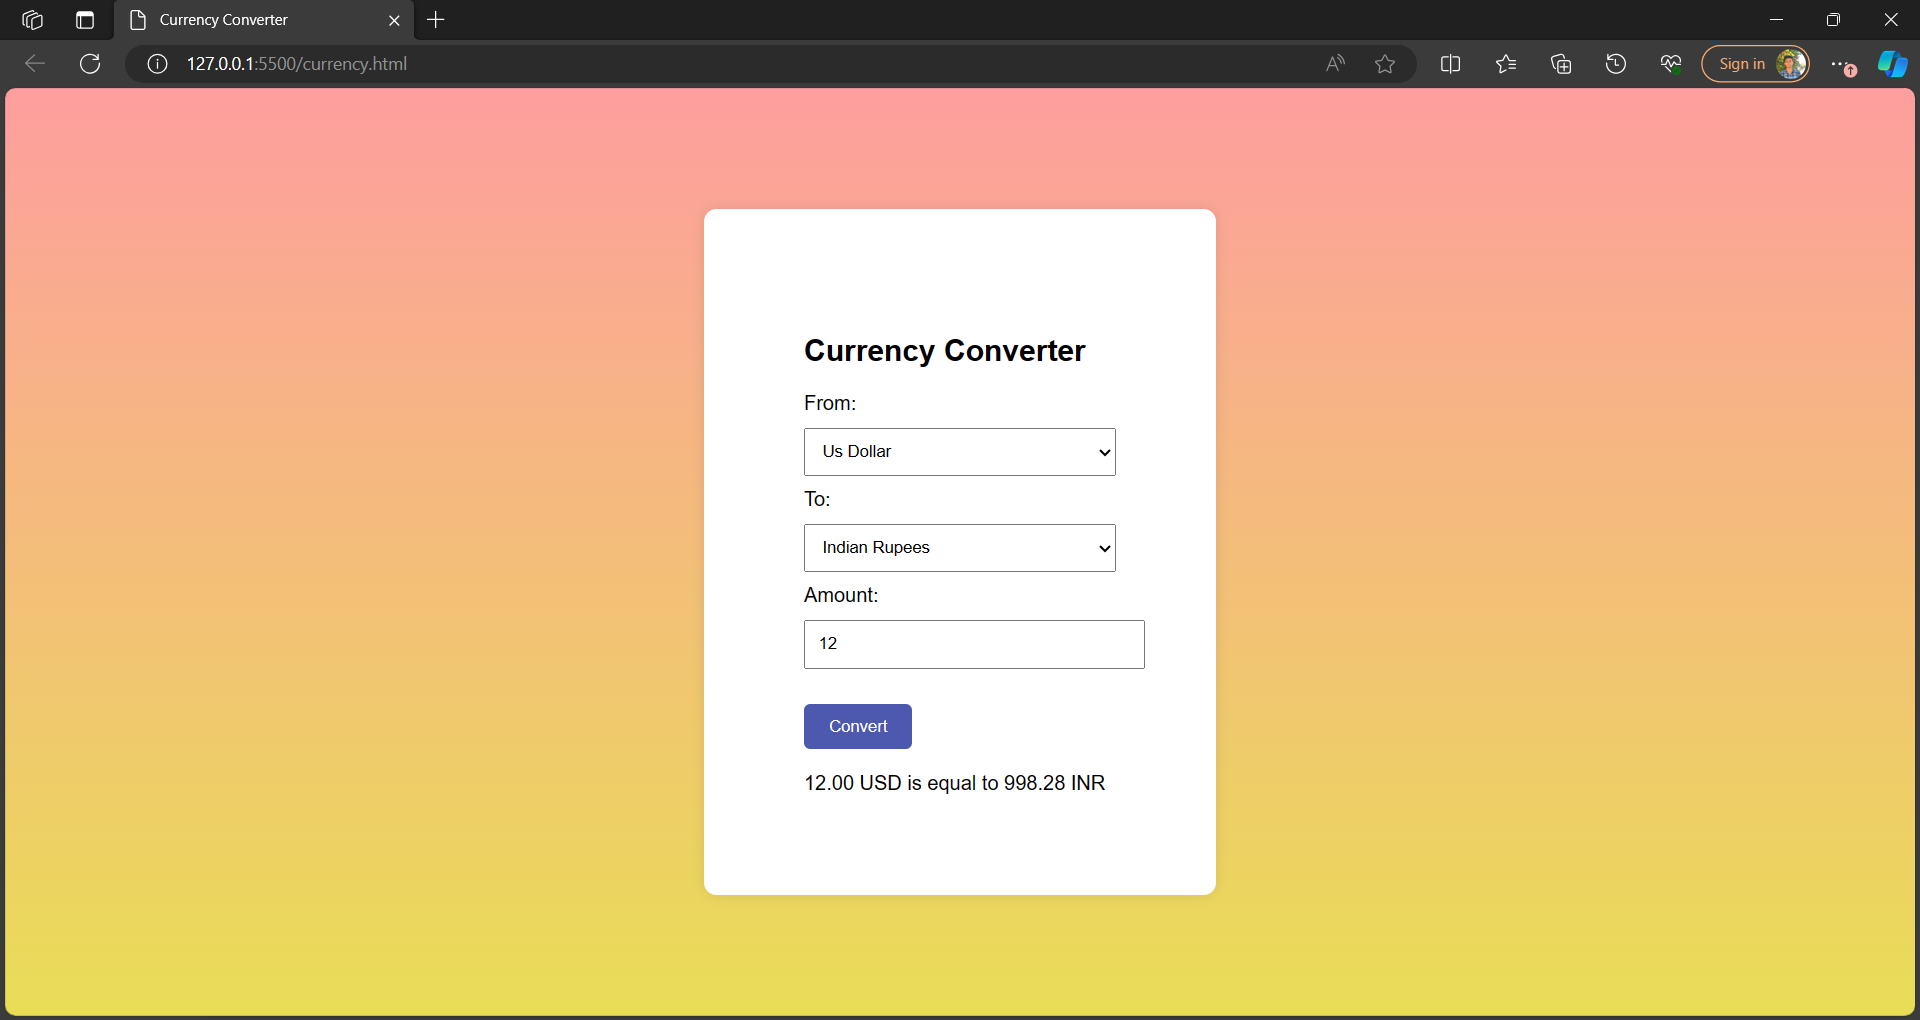 Currency Converter
127.0.0.1:5500/currency.html
Sign in
Currency Converter
From:
Us Dollar
To:
Indian Rupees
Amount:
12
Convert
12.00 USD is equal to 998.28 INR